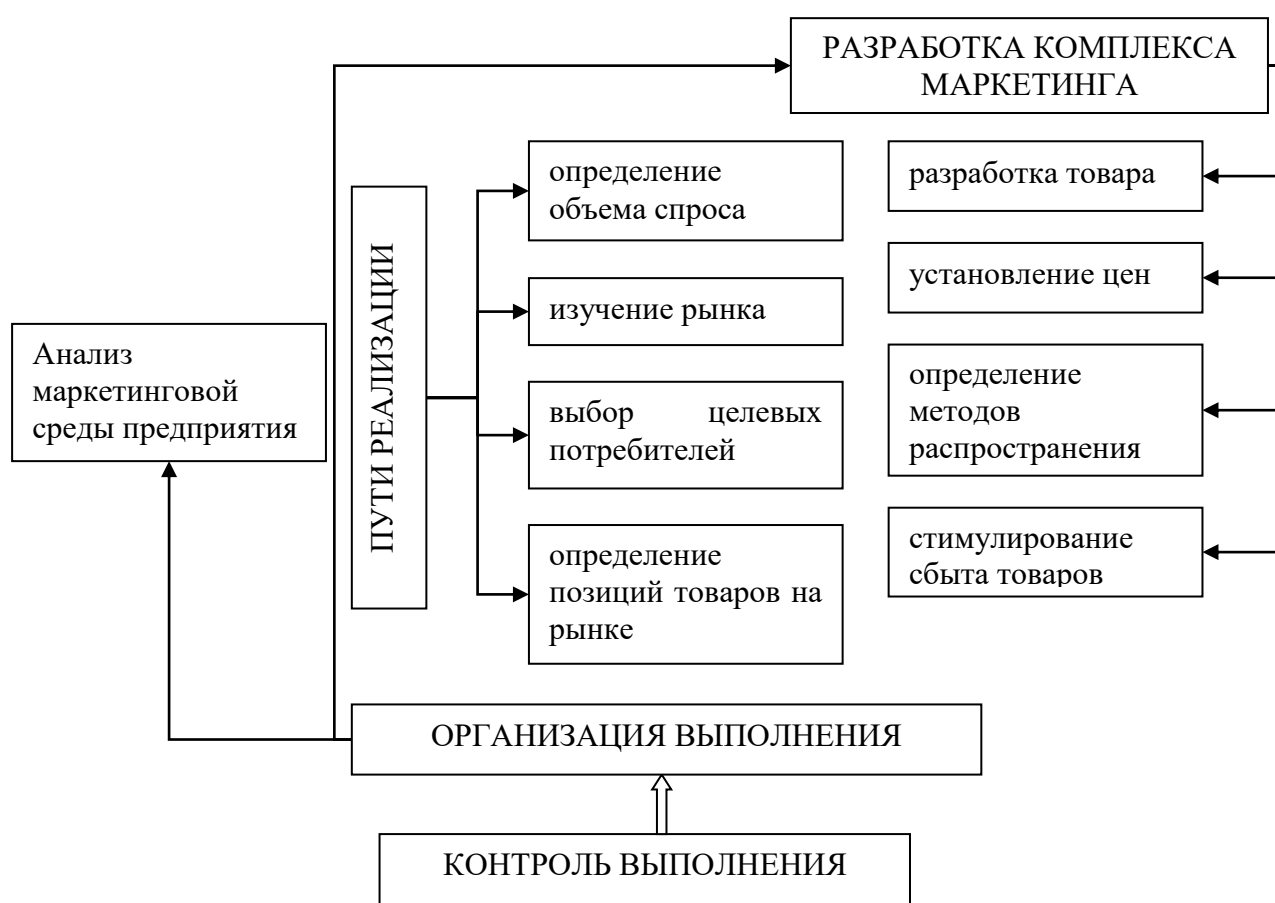 РАЗРАБОТКА КОМПЛЕКСА
МАРКЕТИНГА
Анализ
маркетинговой
среды предприятия
ПУТИ РЕАЛИЗАЦИИ
определение
объема спроса
изучение рынка
выбор целевых
потребителей
определение
позиций товаров на
рынке
разработка товара
установление цен
определение
методов
распространения
стимулирование
сбыта товаров
ОРГАНИЗАЦИЯ ВЫПОЛНЕНИЯ
КОНТРОЛЬ ВЫПОЛНЕНИЯ